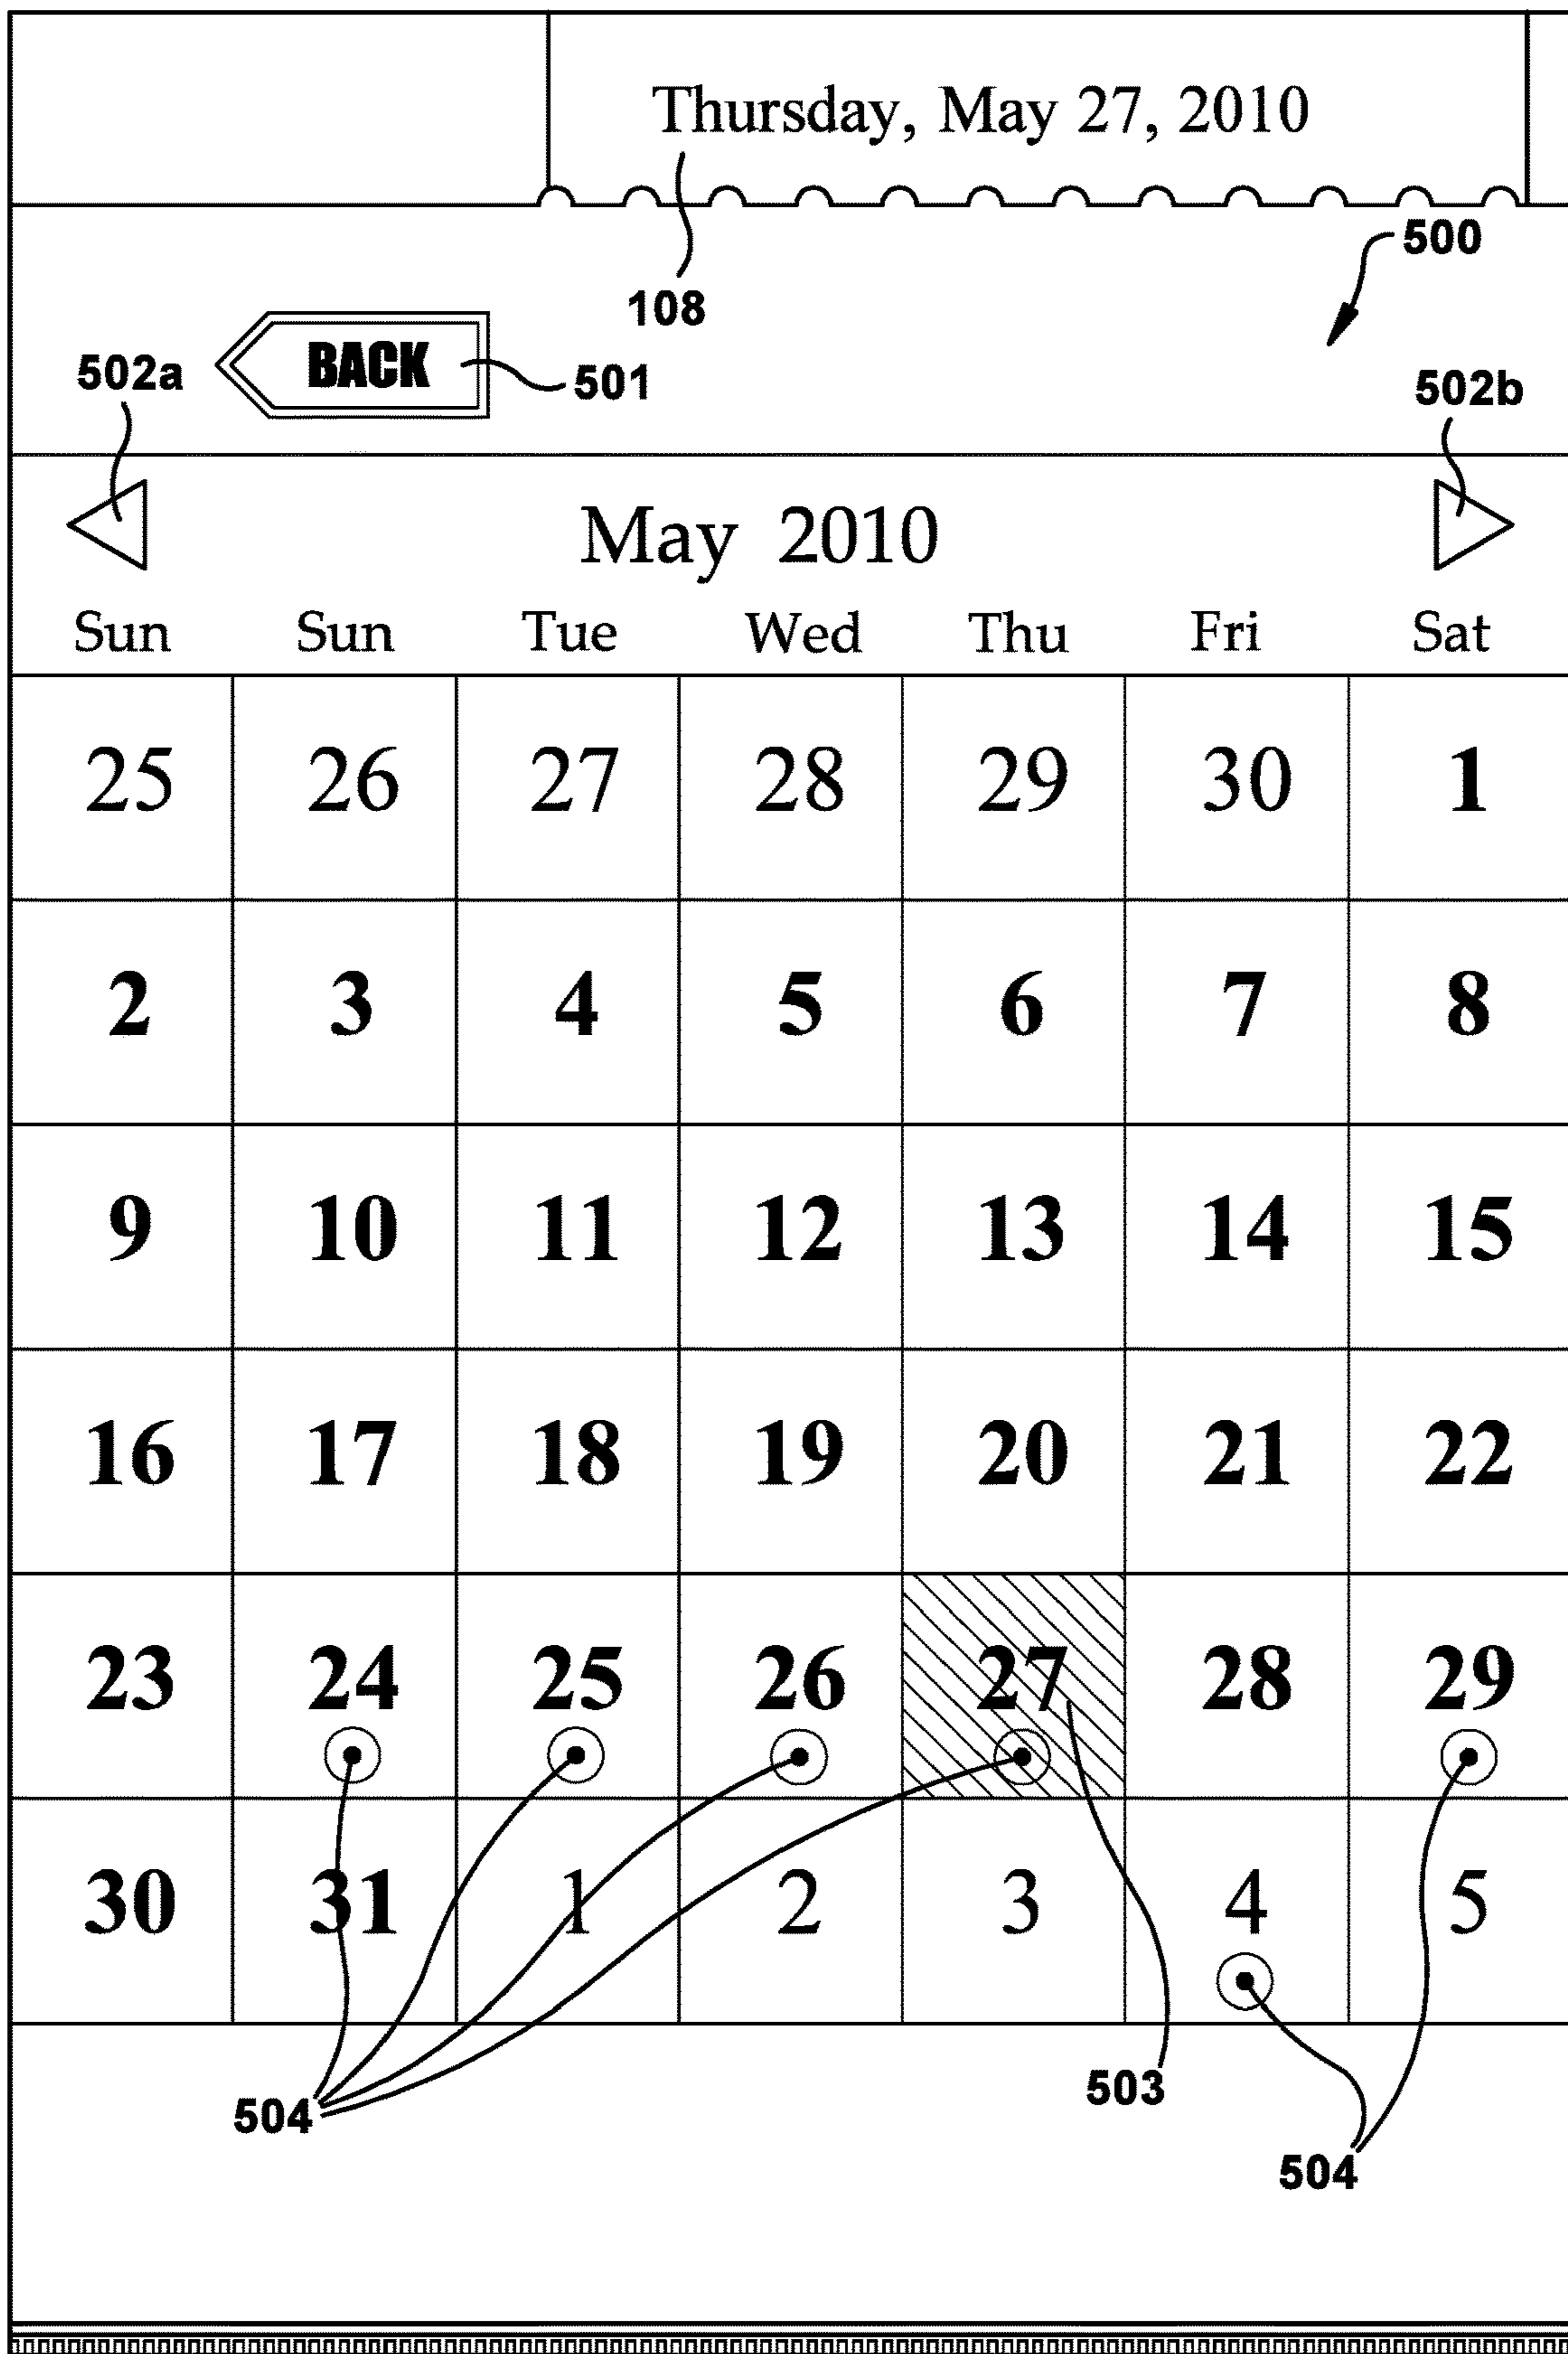 Thursday, May 27, 2010
500
108
502a
BACK
501
502b
May 2010
Sun Sun Tue Wed Thu Fri Sat
25 26 27 28 29 30 1
2 3 4 5 6 7 8
9 10 11 12 13 14 15
16 17 18 19 20 21 22
23 24 25 26 27 28 29
30 31 1 2 3 4 5
503
504
504